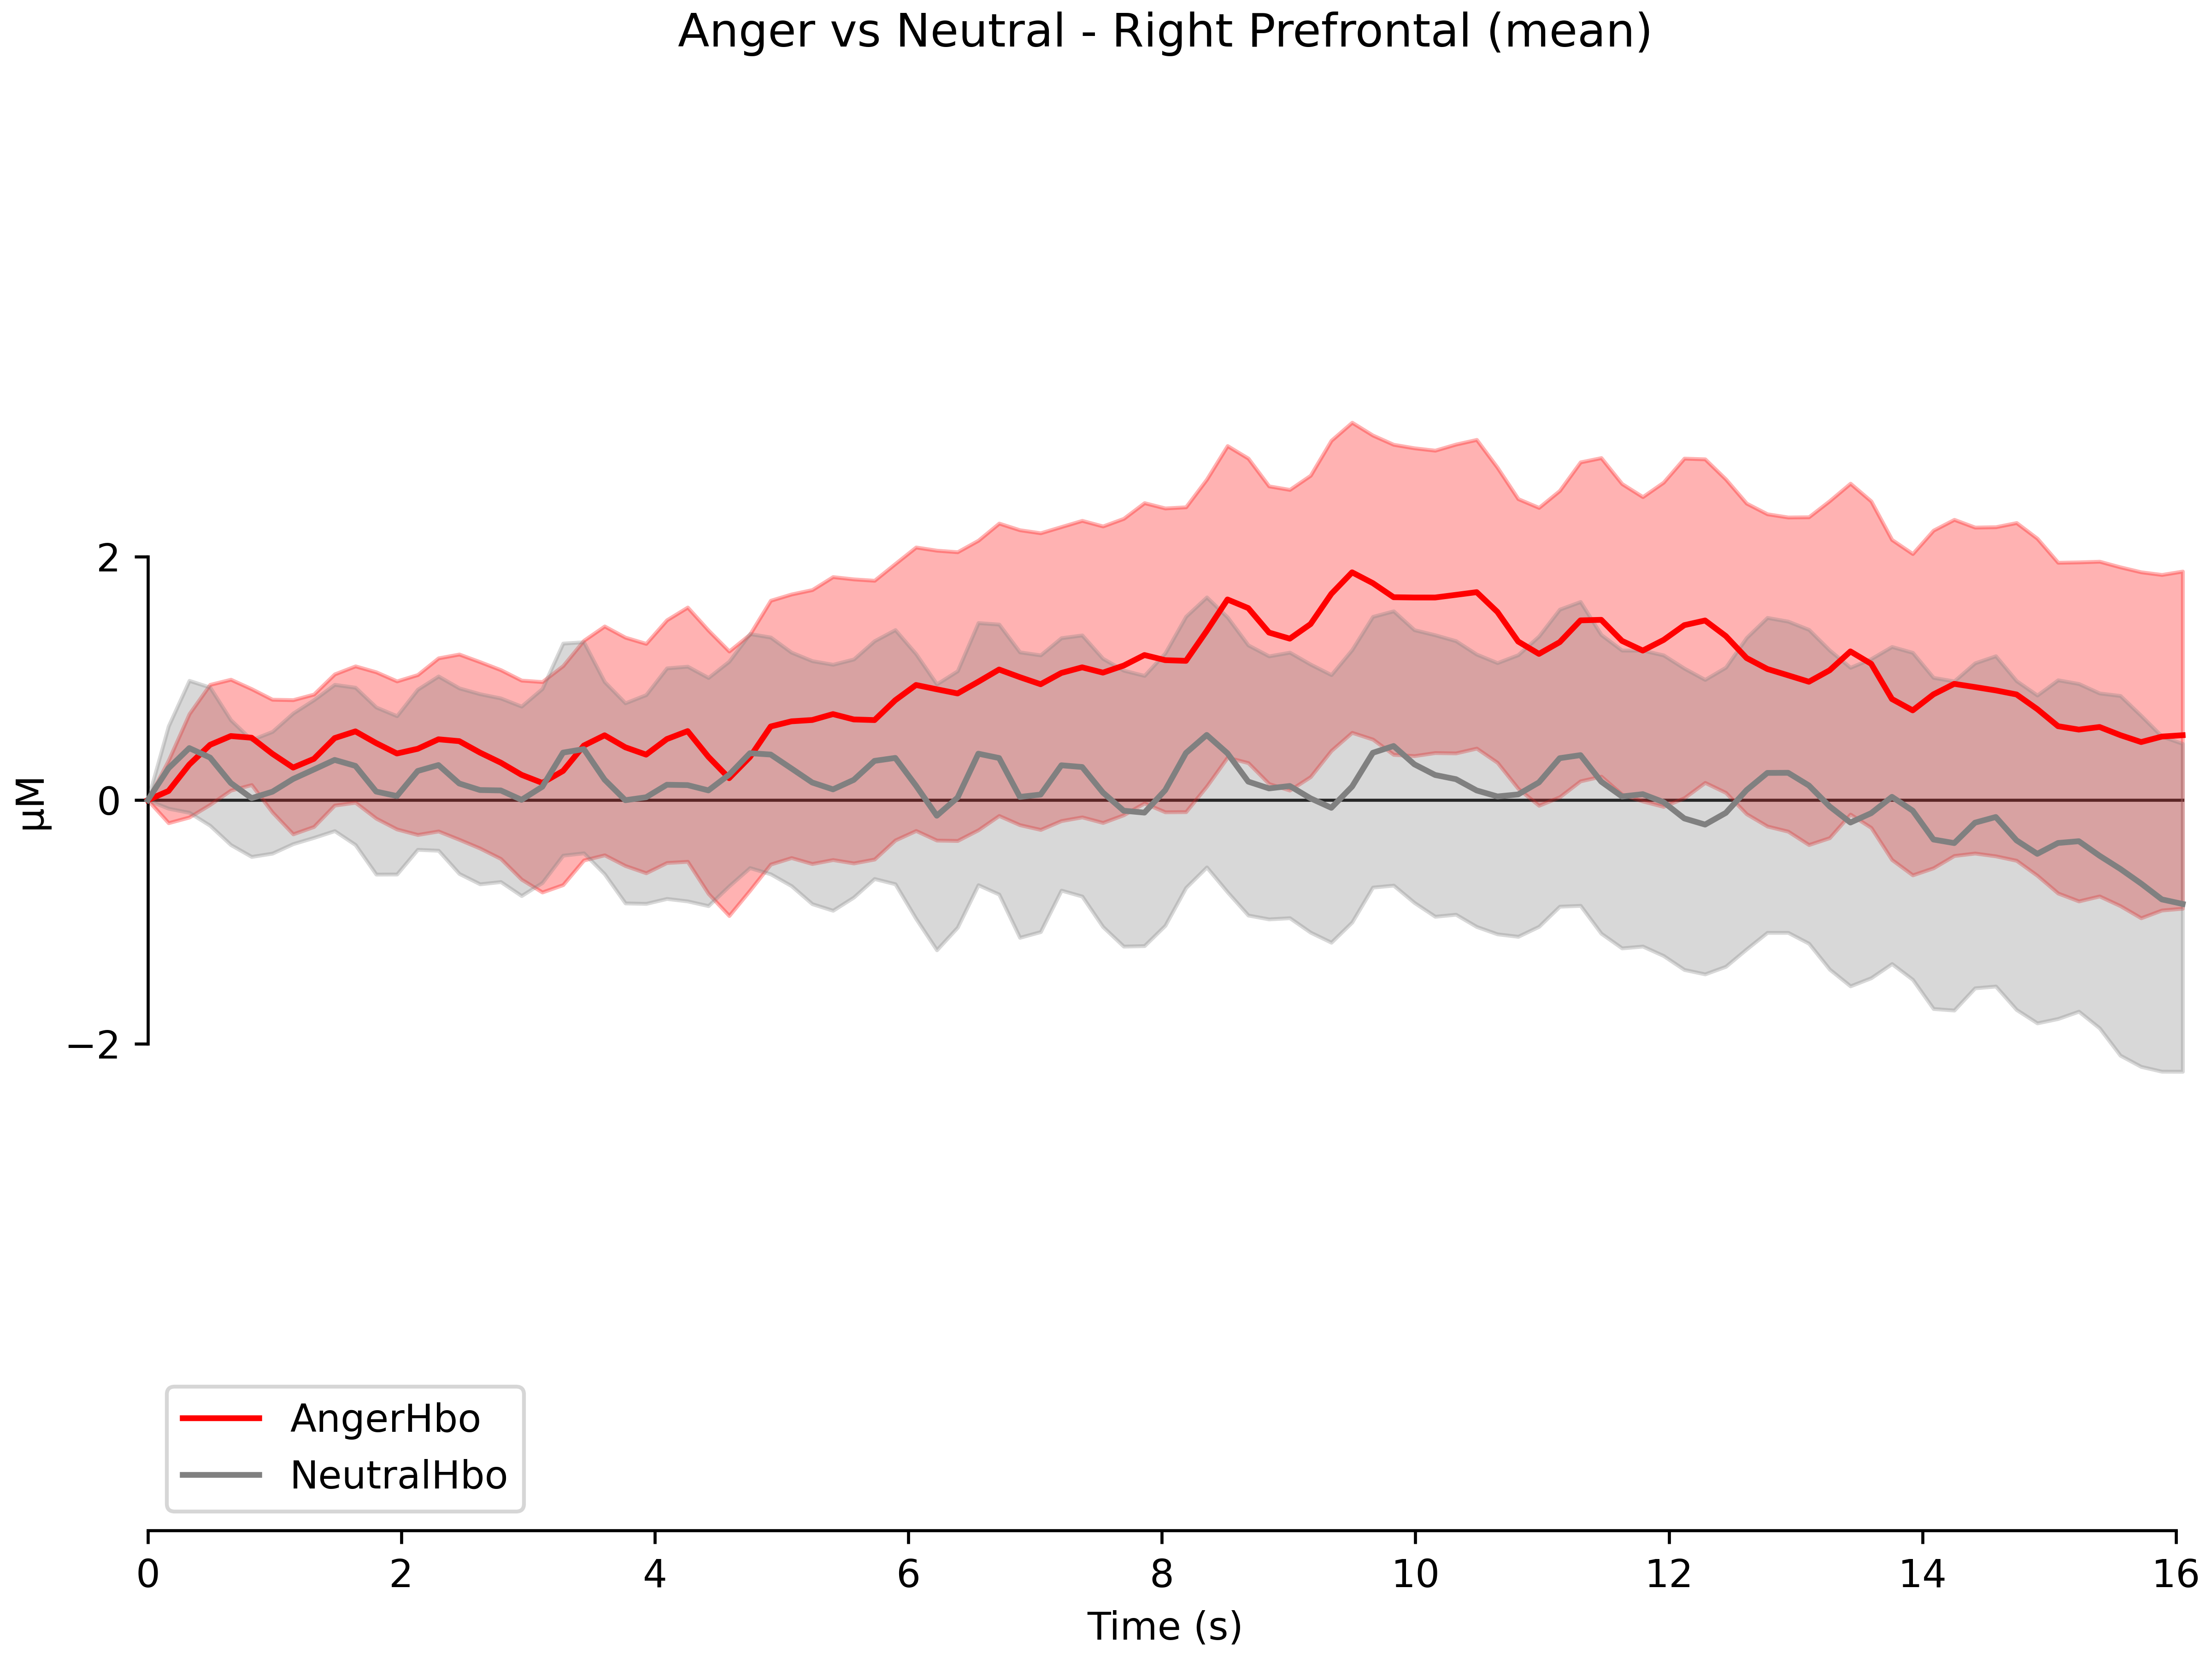 Anger vs Neutral - Right Prefrontal (mean)
µM
2
0
−2
AngerHbo
NeutralHbo
0 2 4 6 8 10 12 14 16
Time (s)